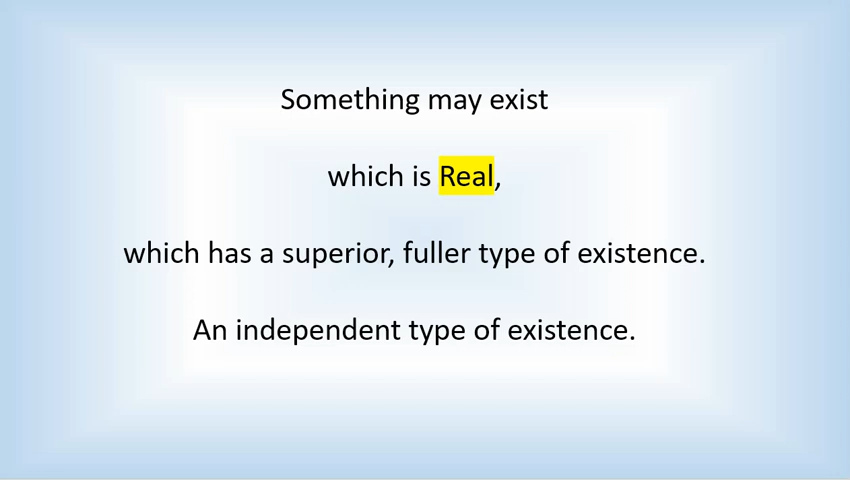 Something may exist
which is Real,
which has a superior, fuller type of existence.
An independent type of existence.